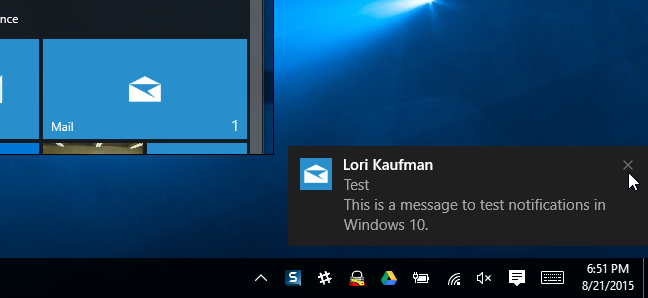 nce
Mail
1
Lori Kaufman
Test
This is a message to test notifications in
Windows 10.
S
6:51 PM
8/21/2015